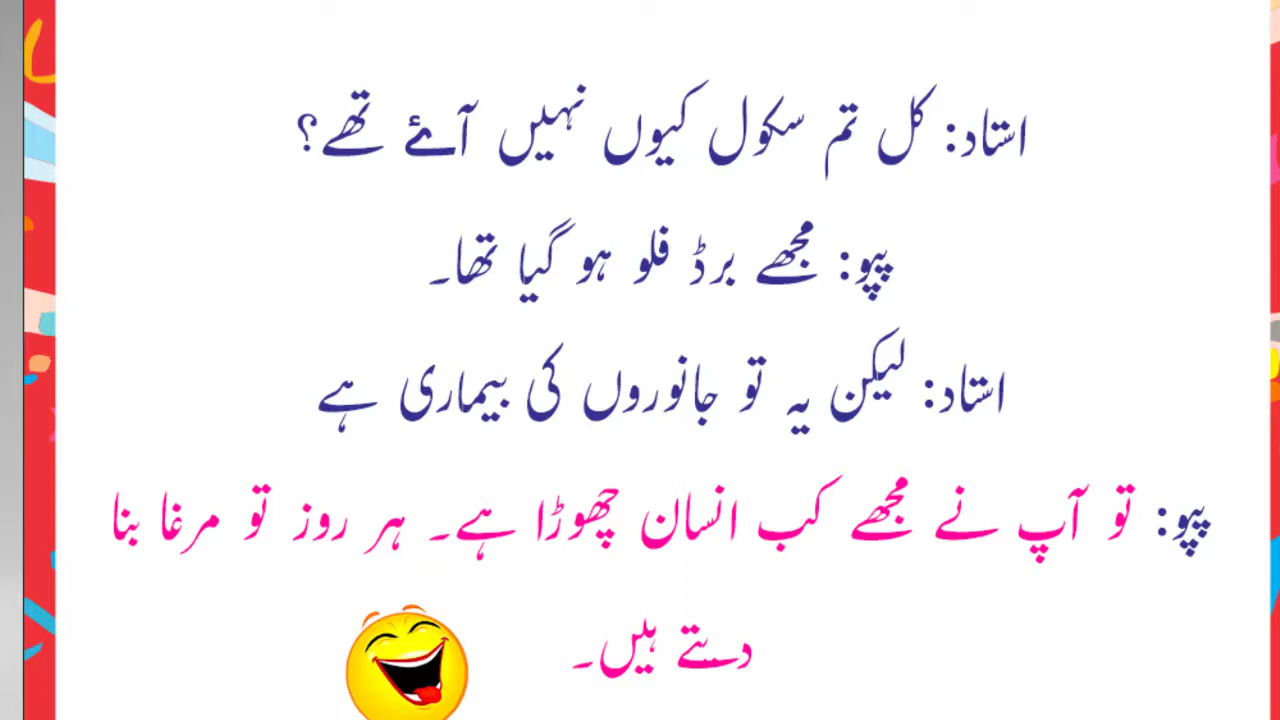 استاد: کل تم سکول کیوں نہیں آئے تھے؟
پپو: مجھے برڈ فلو ہو گیا تھا۔
استاد: لیکن یہ تو جانوروں کی بیماری ہے
پپو: تو آپ نے مجھے کب انسان چھوڑا ہے۔ ہر روز تو مرغا بنا
دیتے ہیں۔